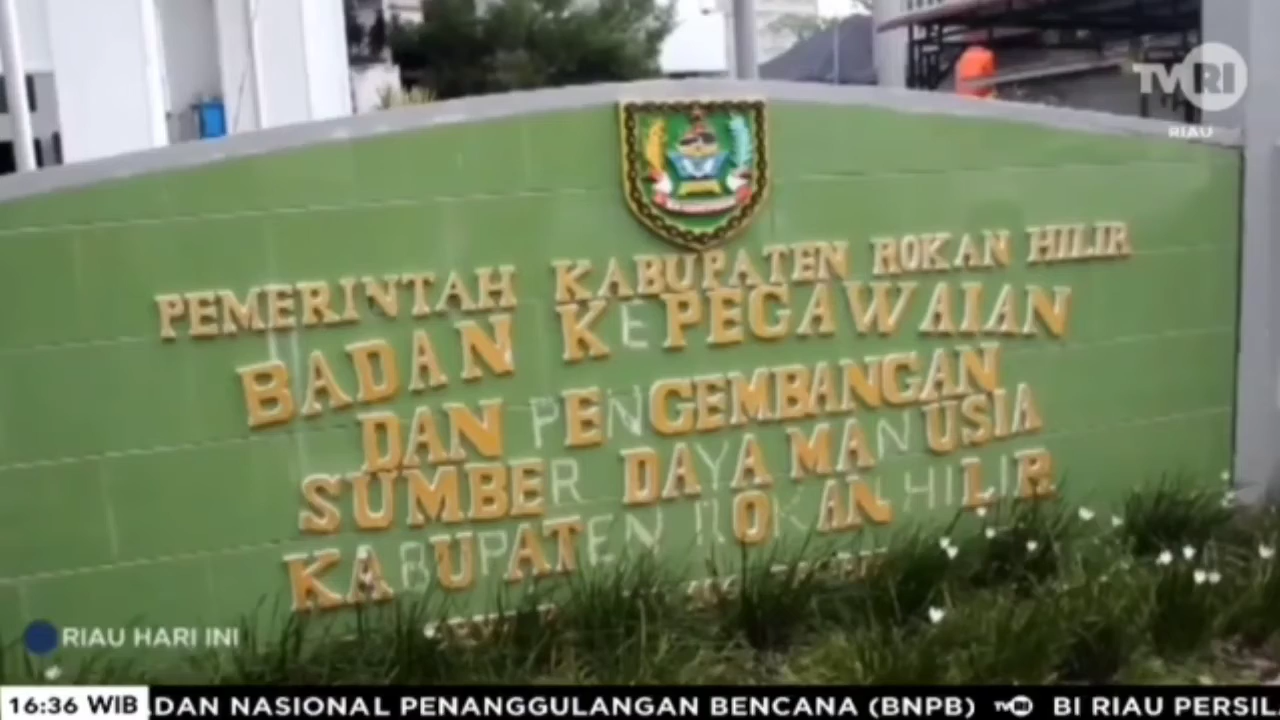 TVRI
RIAU
PEMERINTAH KABUPATEN ROKAN HILIR
BADAN KEPEGAWAIAN
DAN PENGEMBANGAN
SUMBER DAYA MANUSIA
KABUPATEN ROKAN HILIR
RIAU HARI INI
16:36 WIB .DAN NASIONAL PENANGGULANGAN BENCANA (BNPB) TVRI BI RIAU PERSIL